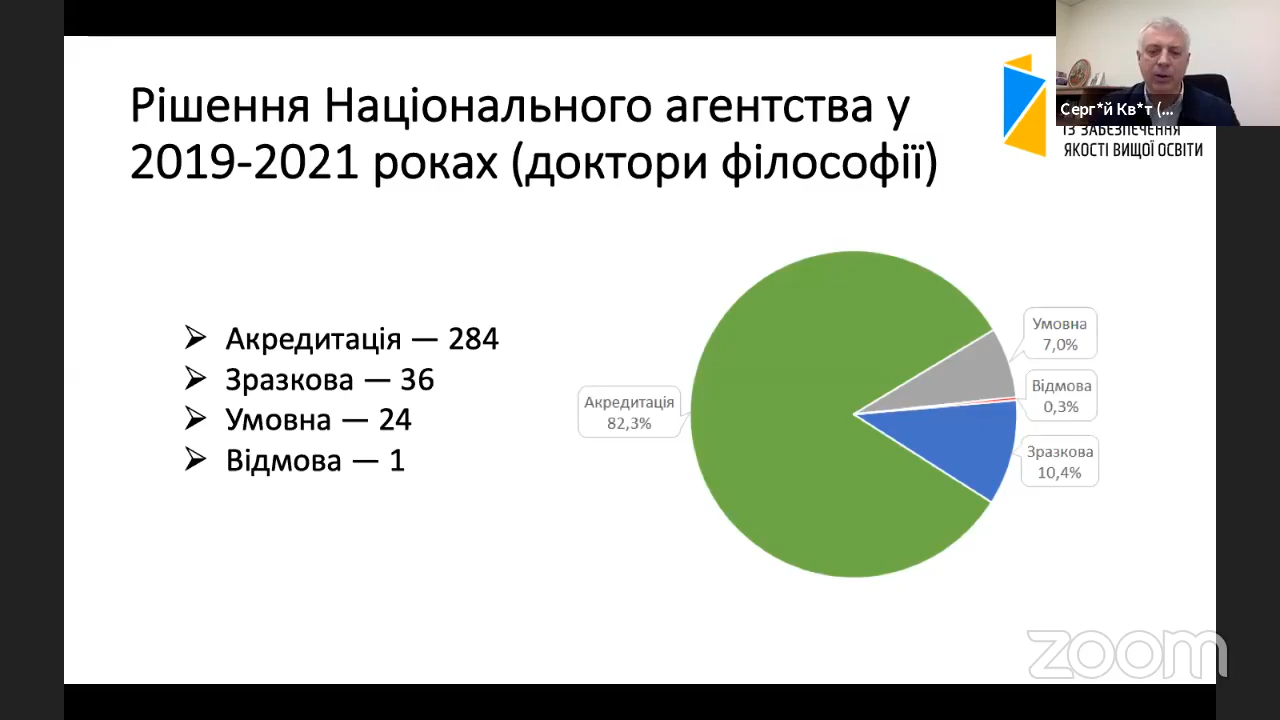 Рішення Національного агентства у
2019-2021 роках (доктори філософії)
Серг*й Кв*т (...
ІЗ ЗАБЕЗПЕЧЕННЯ
ЯКОСТІ ВИЩОЇ ОСВІТИ
➢ Акредитація — 284
➢ Зразкова — 36
➢ Умовна — 24
➢ Відмова — 1
Умовна
7,0%
Відмова
0,3%
Акредитація
82,3%
Зразкова
10,4%
zoom